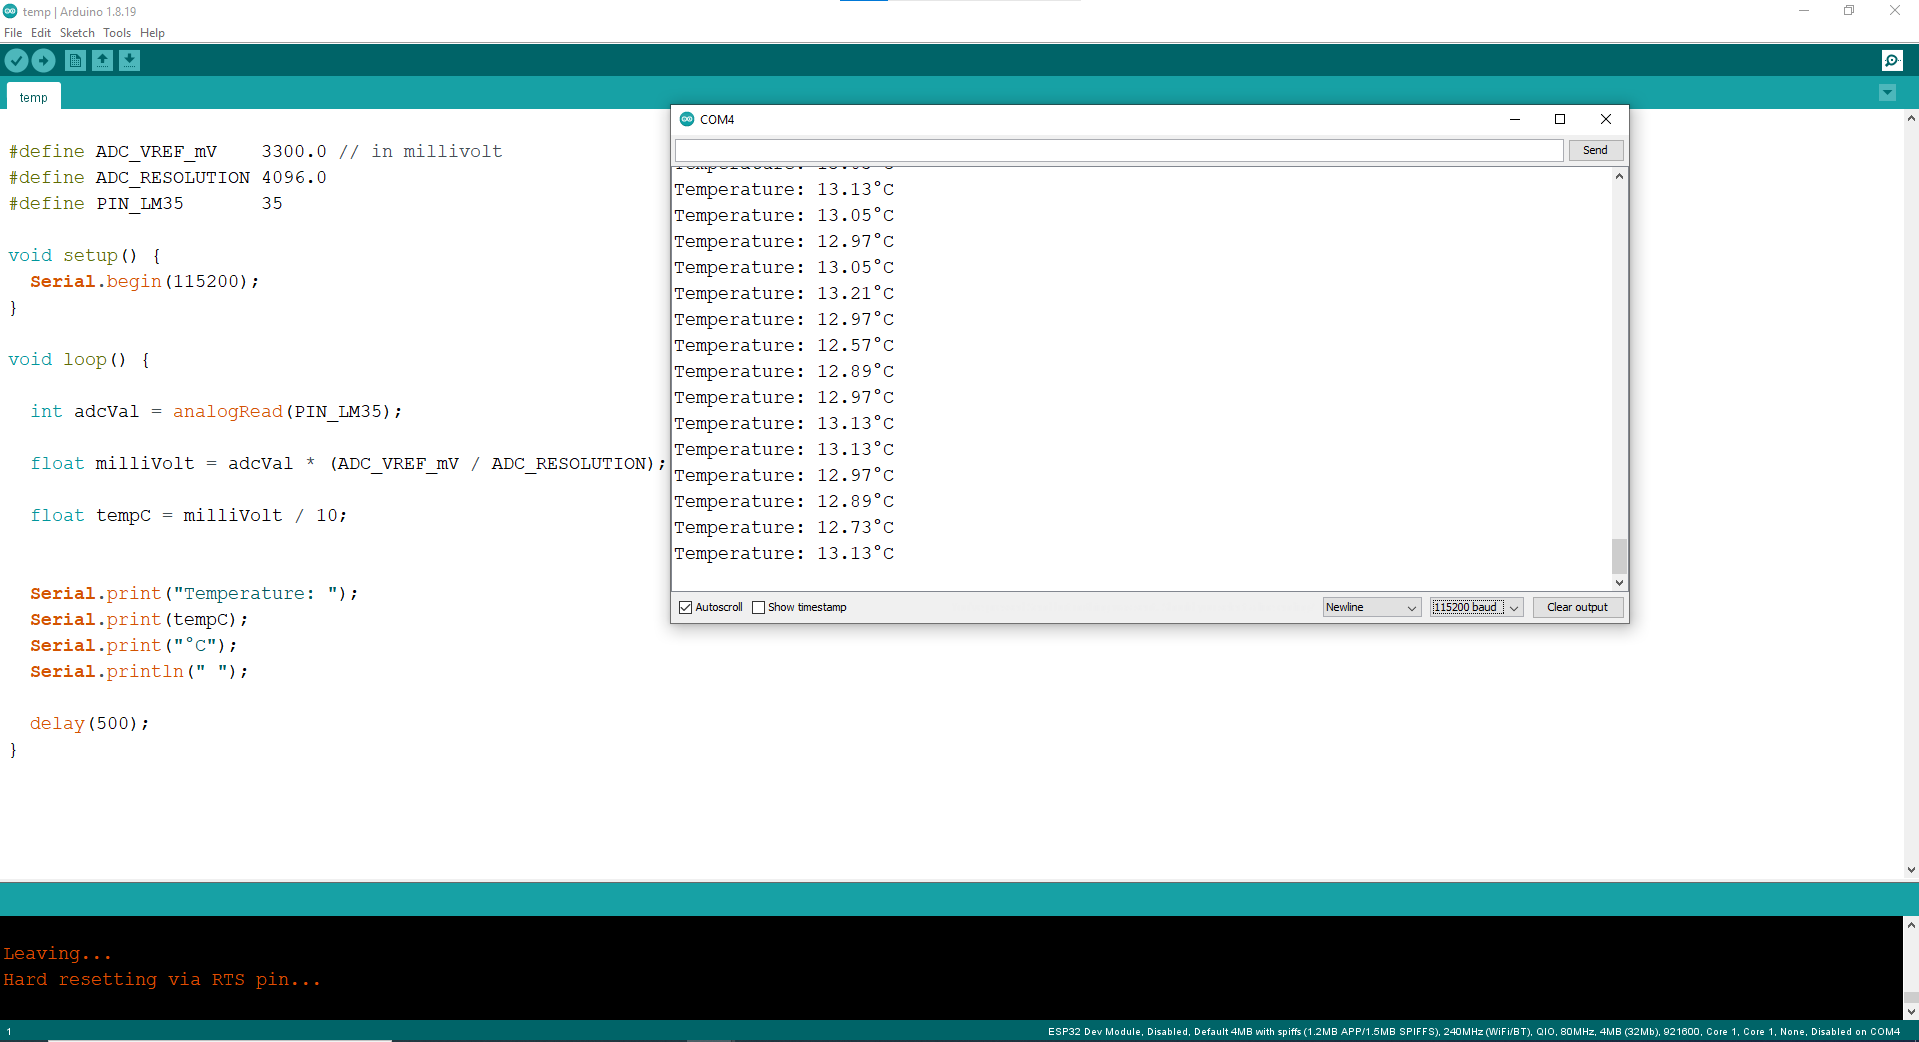 temp | Arduino 1.8.19
File Edit Sketch Tools Help
temp
#define ADC_VREF_mV    3300.0 // in millivolt
#define ADC_RESOLUTION 4096.0
#define PIN_LM35       35
void setup() {
  Serial.begin(115200);
}
void loop() {
  int adcVal = analogRead(PIN_LM35);
  float milliVolt = adcVal * (ADC_VREF_mV / ADC_RESOLUTION);
  float tempC = milliVolt / 10;
  Serial.print("Temperature: ");
  Serial.print(tempC);
  Serial.print("°C");
  Serial.println(" ");
  delay(500);
}
COM4
Send
Temperature: 13.13°C
Temperature: 13.05°C
Temperature: 12.97°C
Temperature: 13.05°C
Temperature: 13.21°C
Temperature: 12.97°C
Temperature: 12.57°C
Temperature: 12.89°C
Temperature: 12.97°C
Temperature: 13.13°C
Temperature: 13.13°C
Temperature: 12.97°C
Temperature: 12.89°C
Temperature: 12.73°C
Temperature: 13.13°C
Autoscroll Show timestamp Newline 115200 baud Clear output
Leaving...
Hard resetting via RTS pin...
1 ESP32 Dev Module, Disabled, Default 4MB with spiffs (1.2MB APP/1.5MB SPIFFS), 240MHz (WiFi/BT), QIO, 80MHz, 4MB (32Mb), 921600, Core 1, Core 1, None, Disabled on COM4